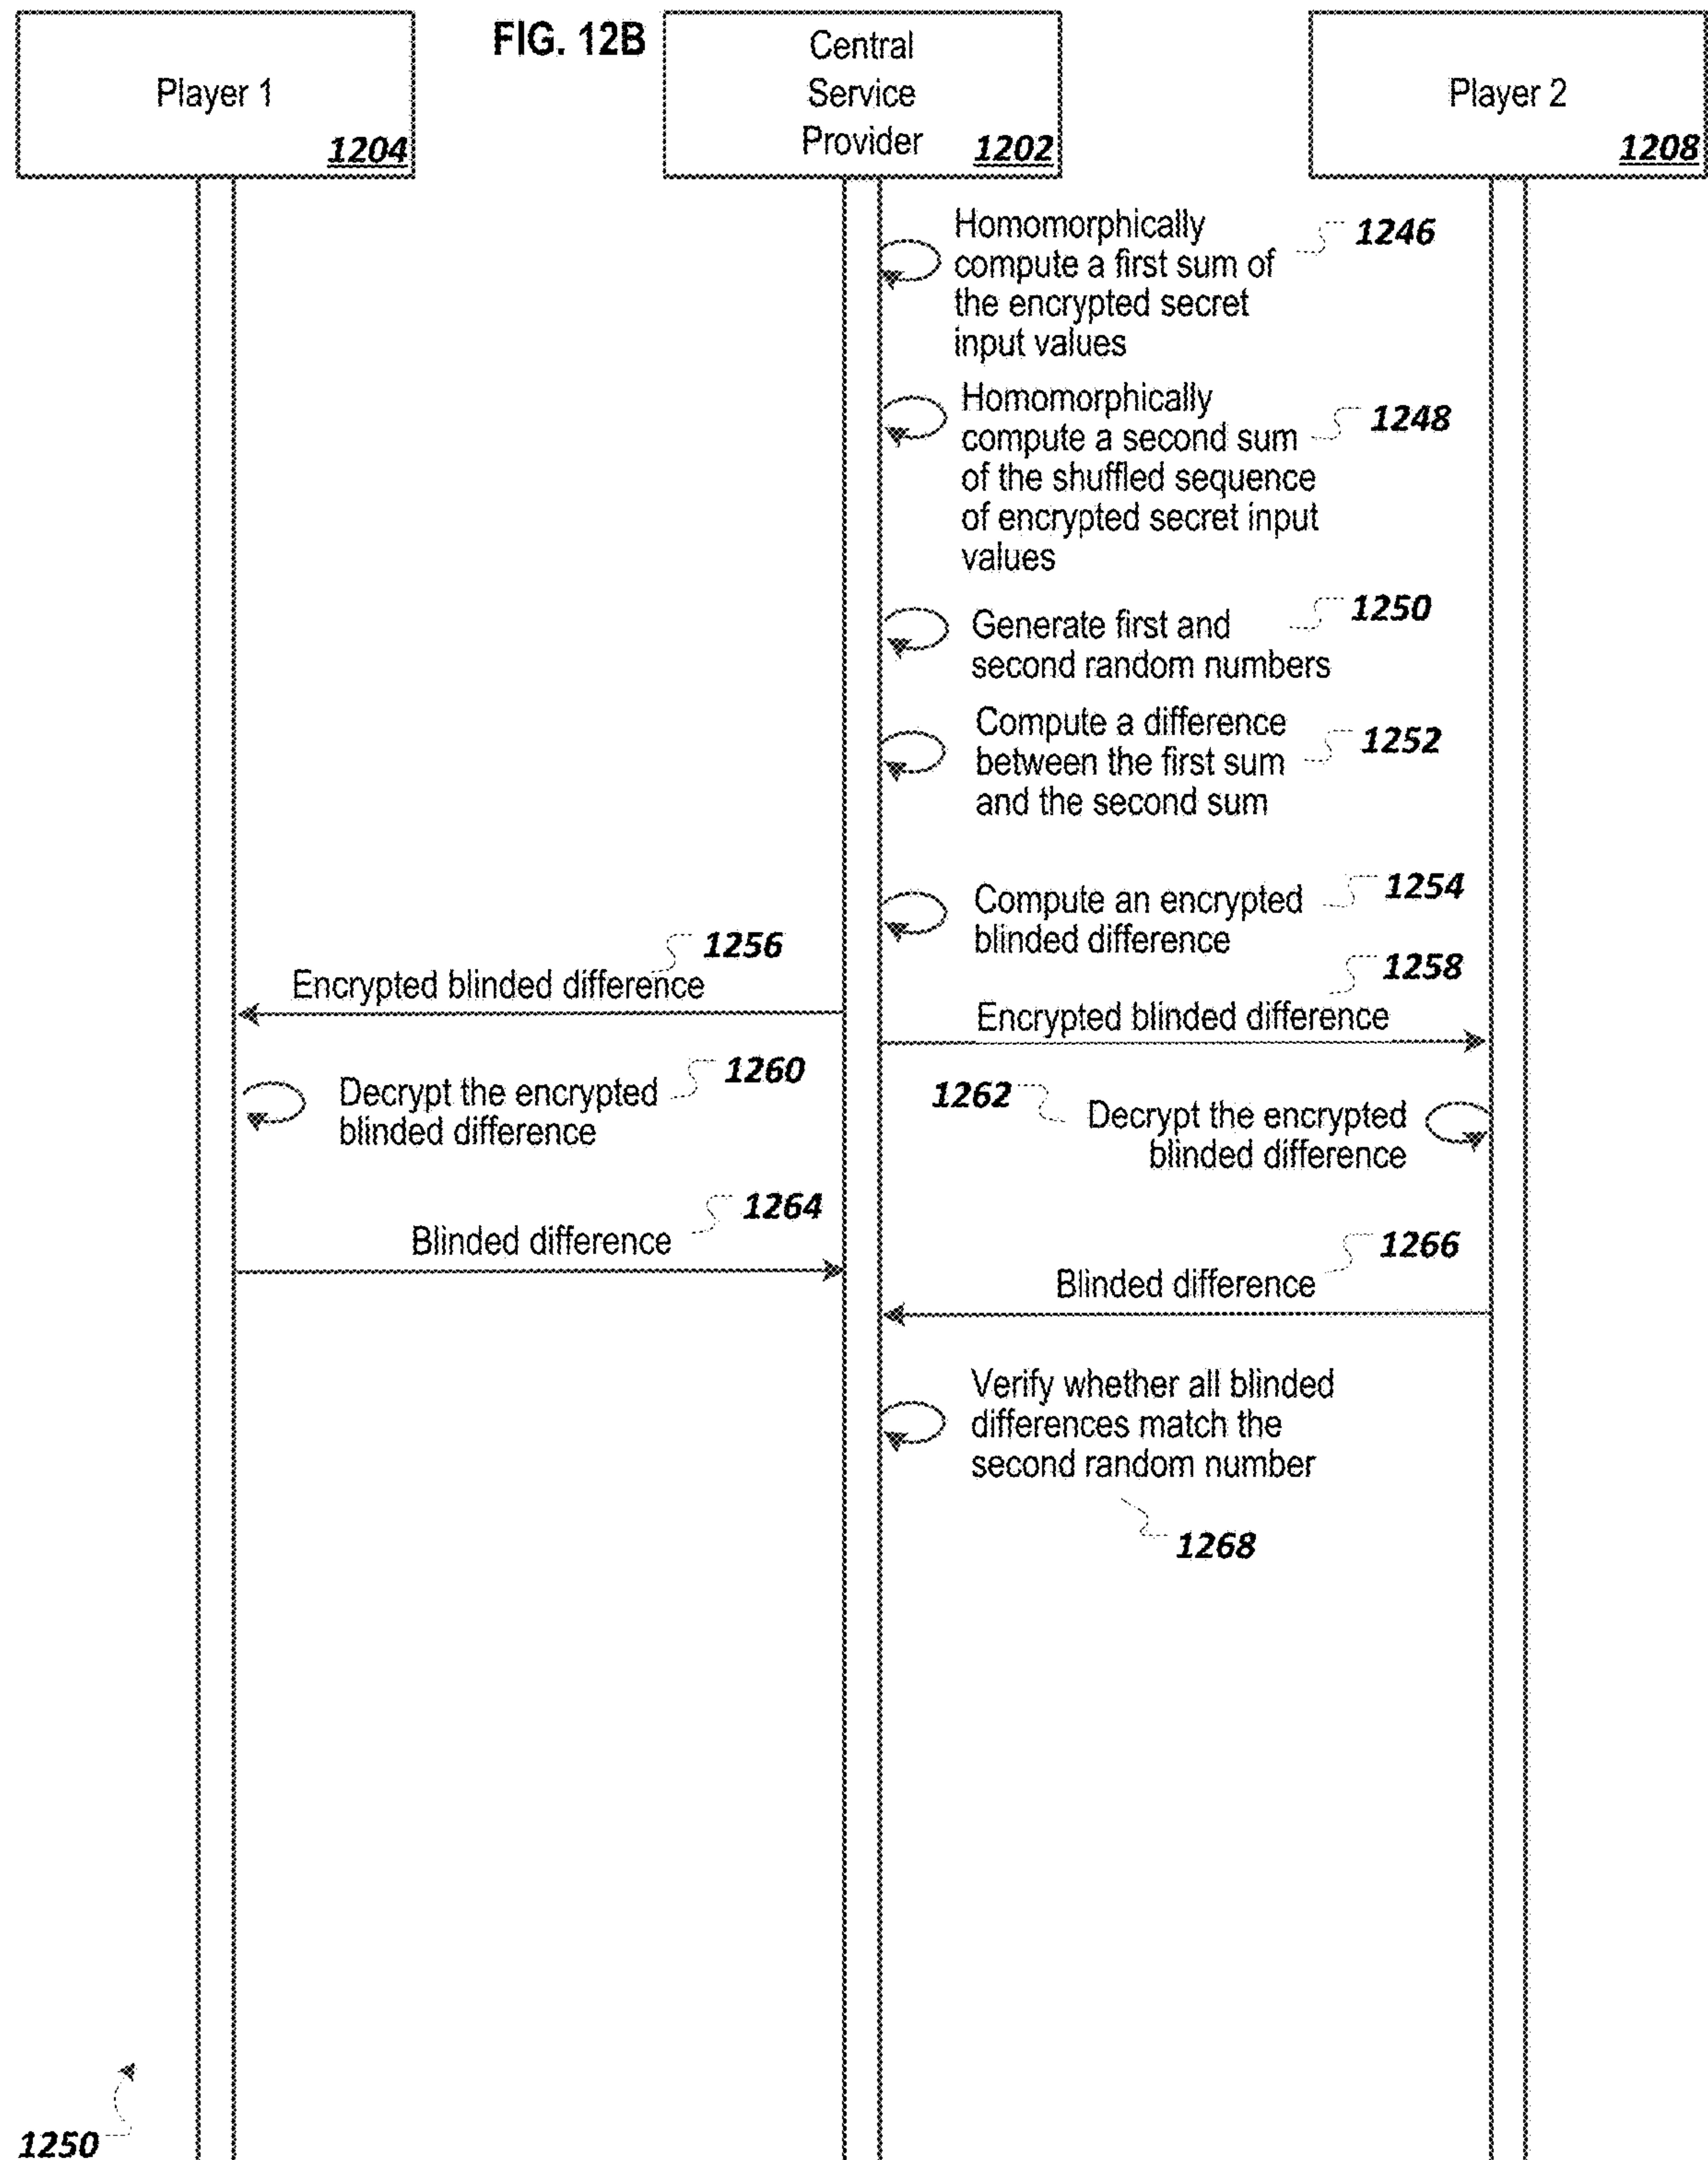 FIG. 12B
Player 1
1204
Central
Service
Provider
1202
Player 2
1208
Homomorphically
compute a first sum of
the encrypted secret
input values
1246
Homomorphically
compute a second sum
of the shuffled sequence
of encrypted secret input
values
1248
Generate first and
second random numbers
1250
Compute a difference
between the first sum
and the second sum
1252
Compute an encrypted
blinded difference
1254
1256
Encrypted blinded difference
1258
Encrypted blinded difference
1260
Decrypt the encrypted
blinded difference
1262
Decrypt the encrypted
blinded difference
1264
Blinded difference
1266
Blinded difference
Verify whether all blinded
differences match the
second random number
1268
1250